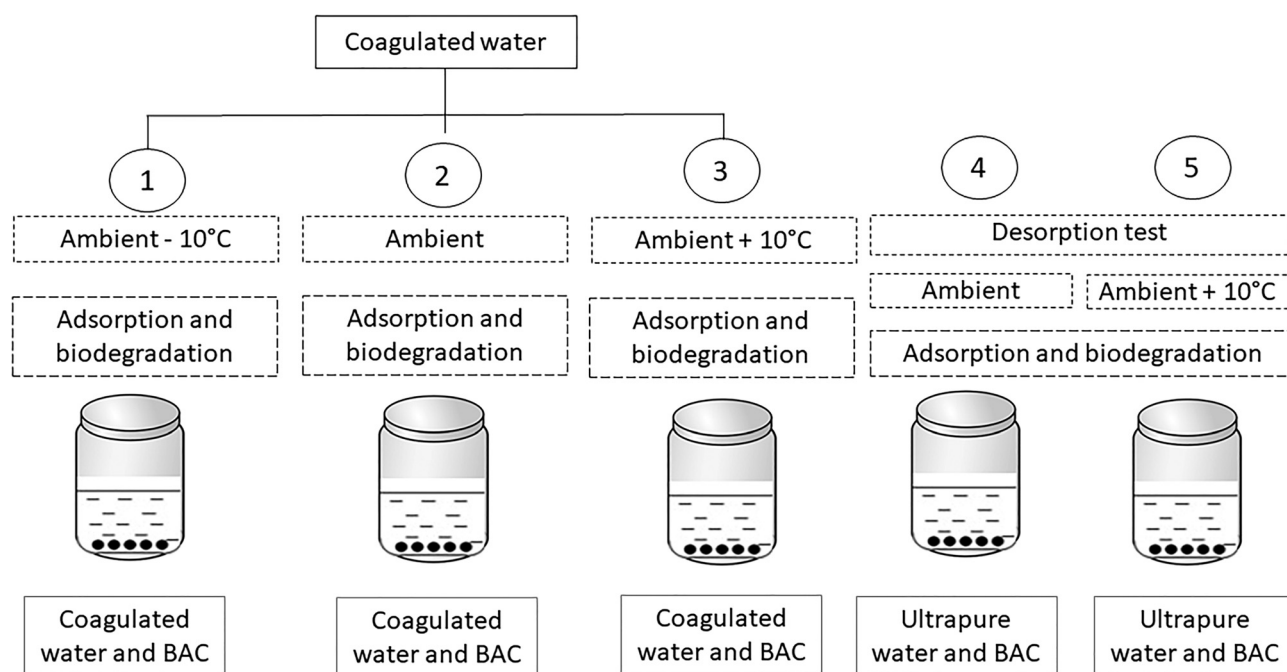 Coagulated water
1
2
3
4
5
Ambient - 10°C
Ambient
Ambient + 10°C
Desorption test
Ambient
Ambient + 10°C
Adsorption and
biodegradation
Adsorption and
biodegradation
Adsorption and
biodegradation
Adsorption and biodegradation
Coagulated
water and BAC
Coagulated
water and BAC
Coagulated
water and BAC
Ultrapure
water and BAC
Ultrapure
water and BAC